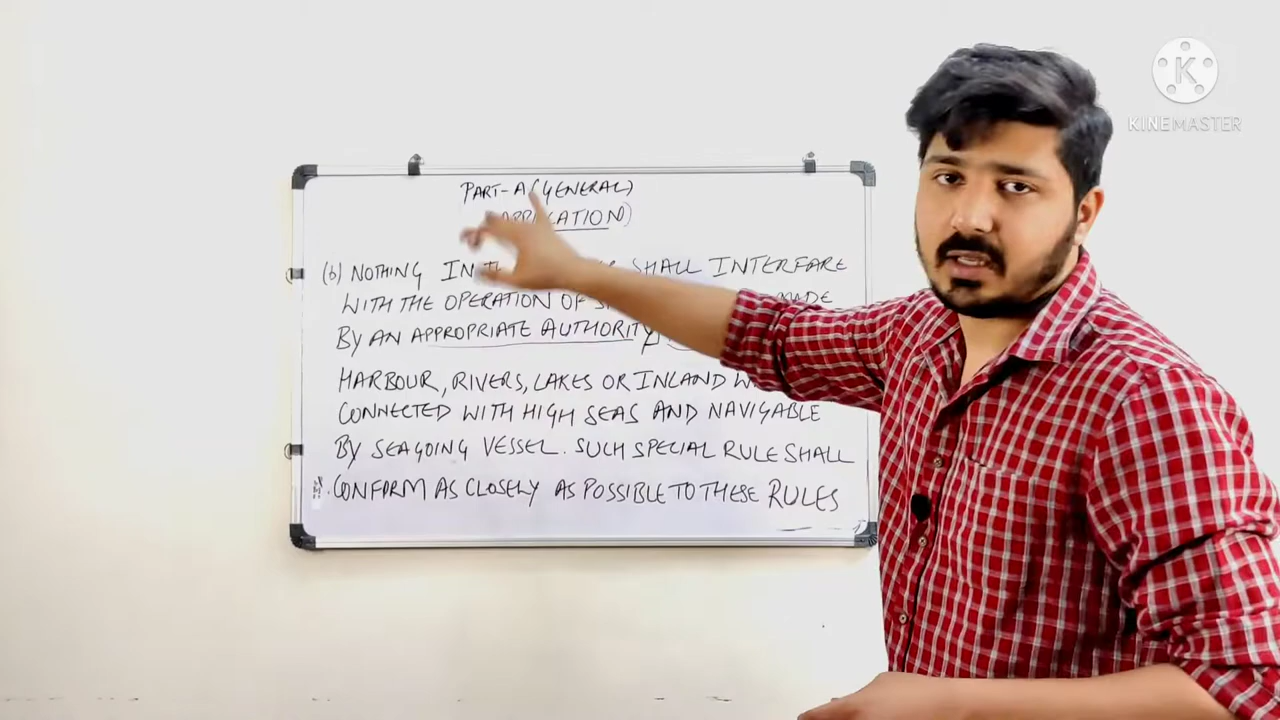 PART-A (GENERAL)
APPLICATION)
(b) NOTHING IN SHALL INTERFARE
WITH THE OPERATION OF MADE
BY AN APPROPRIATE AUTHORITY
HARBOUR, RIVERS, LAKES OR INLAND
CONNECTED WITH HIGH SEAS AND NAVIGABLE
BY SEAGOING VESSEL. SUCH SPECIAL RULE SHALL
CONFIRM AS CLOSELY AS POSSIBLE TO THESE RULES
KINEMASTER